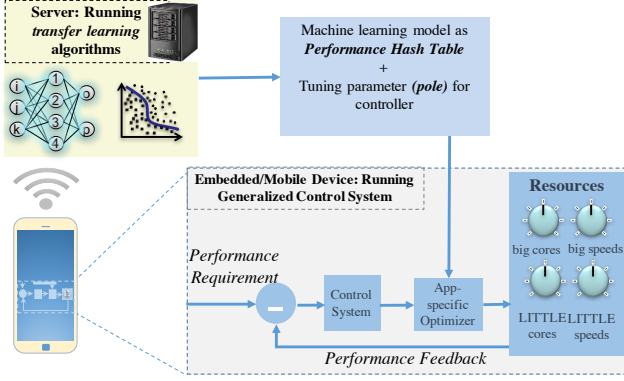 Server: Running
transfer learning
algorithms
i
j
k
1
2
3
4
o
p
Machine learning model as
Performance Hash Table
+
Tuning parameter (pole) for
controller
Embedded/Mobile Device: Running
Generalized Control System
Performance
Requirement
Control
System
App-
specific
Optimizer
Resources
big cores big speeds
LITTLE LITTLE
cores speeds
Performance Feedback